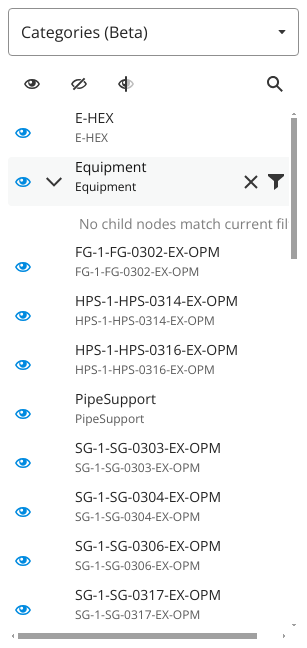 Categories (Beta)
E-HEX
E-HEX
Equipment
Equipment
No child nodes match current fil
FG-1-FG-0302-EX-OPM
FG-1-FG-0302-EX-OPM
HPS-1-HPS-0314-EX-OPM
HPS-1-HPS-0314-EX-OPM
HPS-1-HPS-0316-EX-OPM
HPS-1-HPS-0316-EX-OPM
PipeSupport
PipeSupport
SG-1-SG-0303-EX-OPM
SG-1-SG-0303-EX-OPM
SG-1-SG-0304-EX-OPM
SG-1-SG-0304-EX-OPM
SG-1-SG-0306-EX-OPM
SG-1-SG-0306-EX-OPM
SG-1-SG-0317-EX-OPM
SG-1-SG-0317-EX-OPM